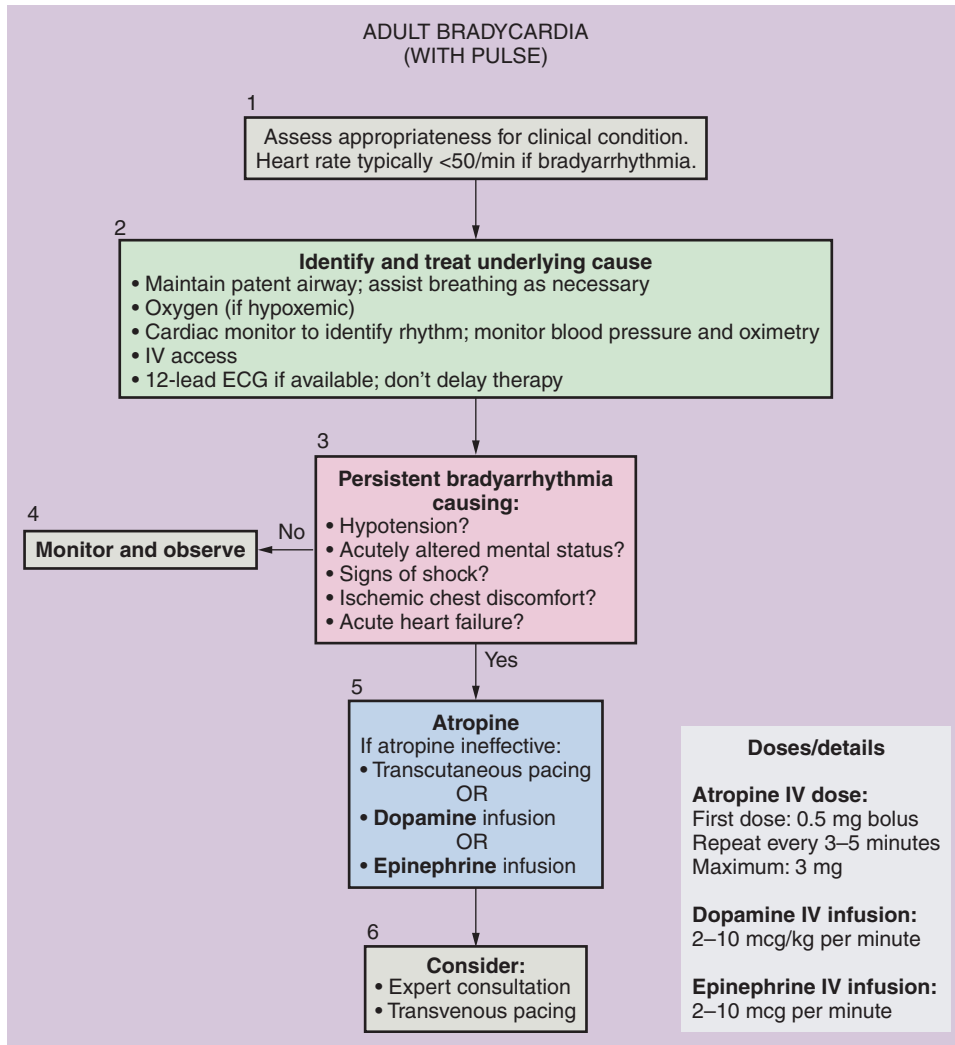 ADULT BRADYCARDIA
(WITH PULSE)
1
Assess appropriateness for clinical condition.
Heart rate typically <50/min if bradyarrhythmia.
2
Identify and treat underlying cause
• Maintain patent airway; assist breathing as necessary
• Oxygen (if hypoxemic)
• Cardiac monitor to identify rhythm; monitor blood pressure and oximetry
• IV access
• 12-lead ECG if available; don't delay therapy
3
Persistent bradyarrhythmia
causing:
• Hypotension?
• Acutely altered mental status?
• Signs of shock?
• Ischemic chest discomfort?
• Acute heart failure?
No
4
Monitor and observe
Yes
5
Atropine
If atropine ineffective:
• Transcutaneous pacing
OR
• Dopamine infusion
OR
• Epinephrine infusion
6
Consider:
• Expert consultation
• Transvenous pacing
Doses/details
Atropine IV dose:
First dose: 0.5 mg bolus
Repeat every 3–5 minutes
Maximum: 3 mg
Dopamine IV infusion:
2–10 mcg/kg per minute
Epinephrine IV infusion:
2–10 mcg per minute